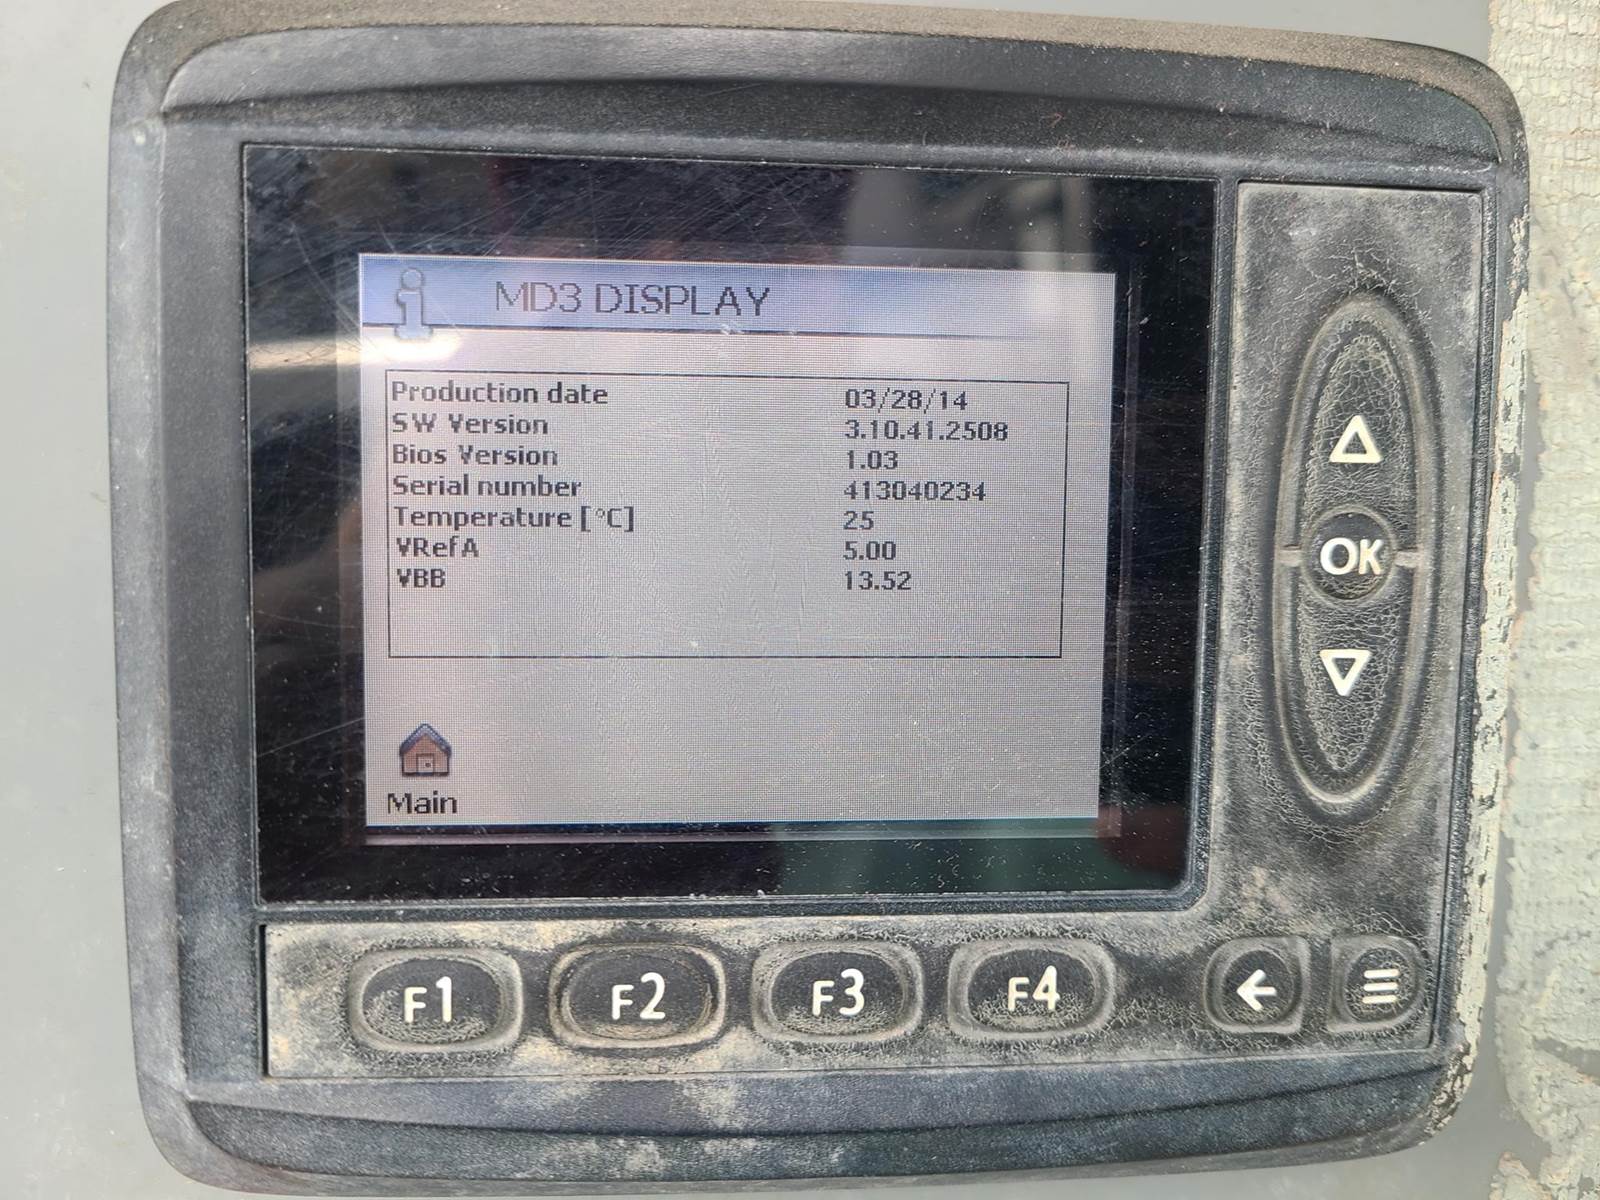 MD3 DISPLAY
Production date 03/28/14
SW Version 3.10.41.2508
Bios Version 1.03
Serial number 413040234
Temperature [°C] 25
VRefA 5.00
VBB 13.52
Main
OK
F1 F2 F3 F4